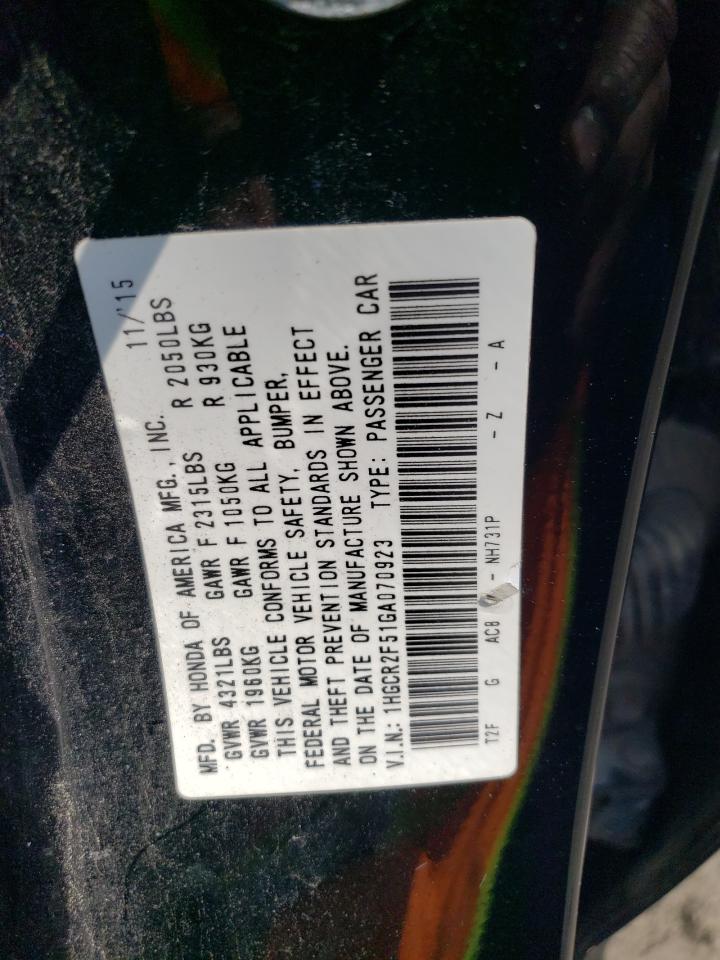 MFD. BY HONDA OF AMERICA MFG., INC. 11/'15
GVWR 4321LBS GAWR F 2315LBS R 2050LBS
GVWR 1960KG GAWR F 1050KG R 930KG
THIS VEHICLE CONFORMS TO ALL APPLICABLE
FEDERAL MOTOR VEHICLE SAFETY, BUMPER,
AND THEFT PREVENTION STANDARDS IN EFFECT
ON THE DATE OF MANUFACTURE SHOWN ABOVE.
V.I.N.: 1HGCR2F51GA070923 TYPE: PASSENGER CAR
T2F G AC8 - NH731P - Z - A